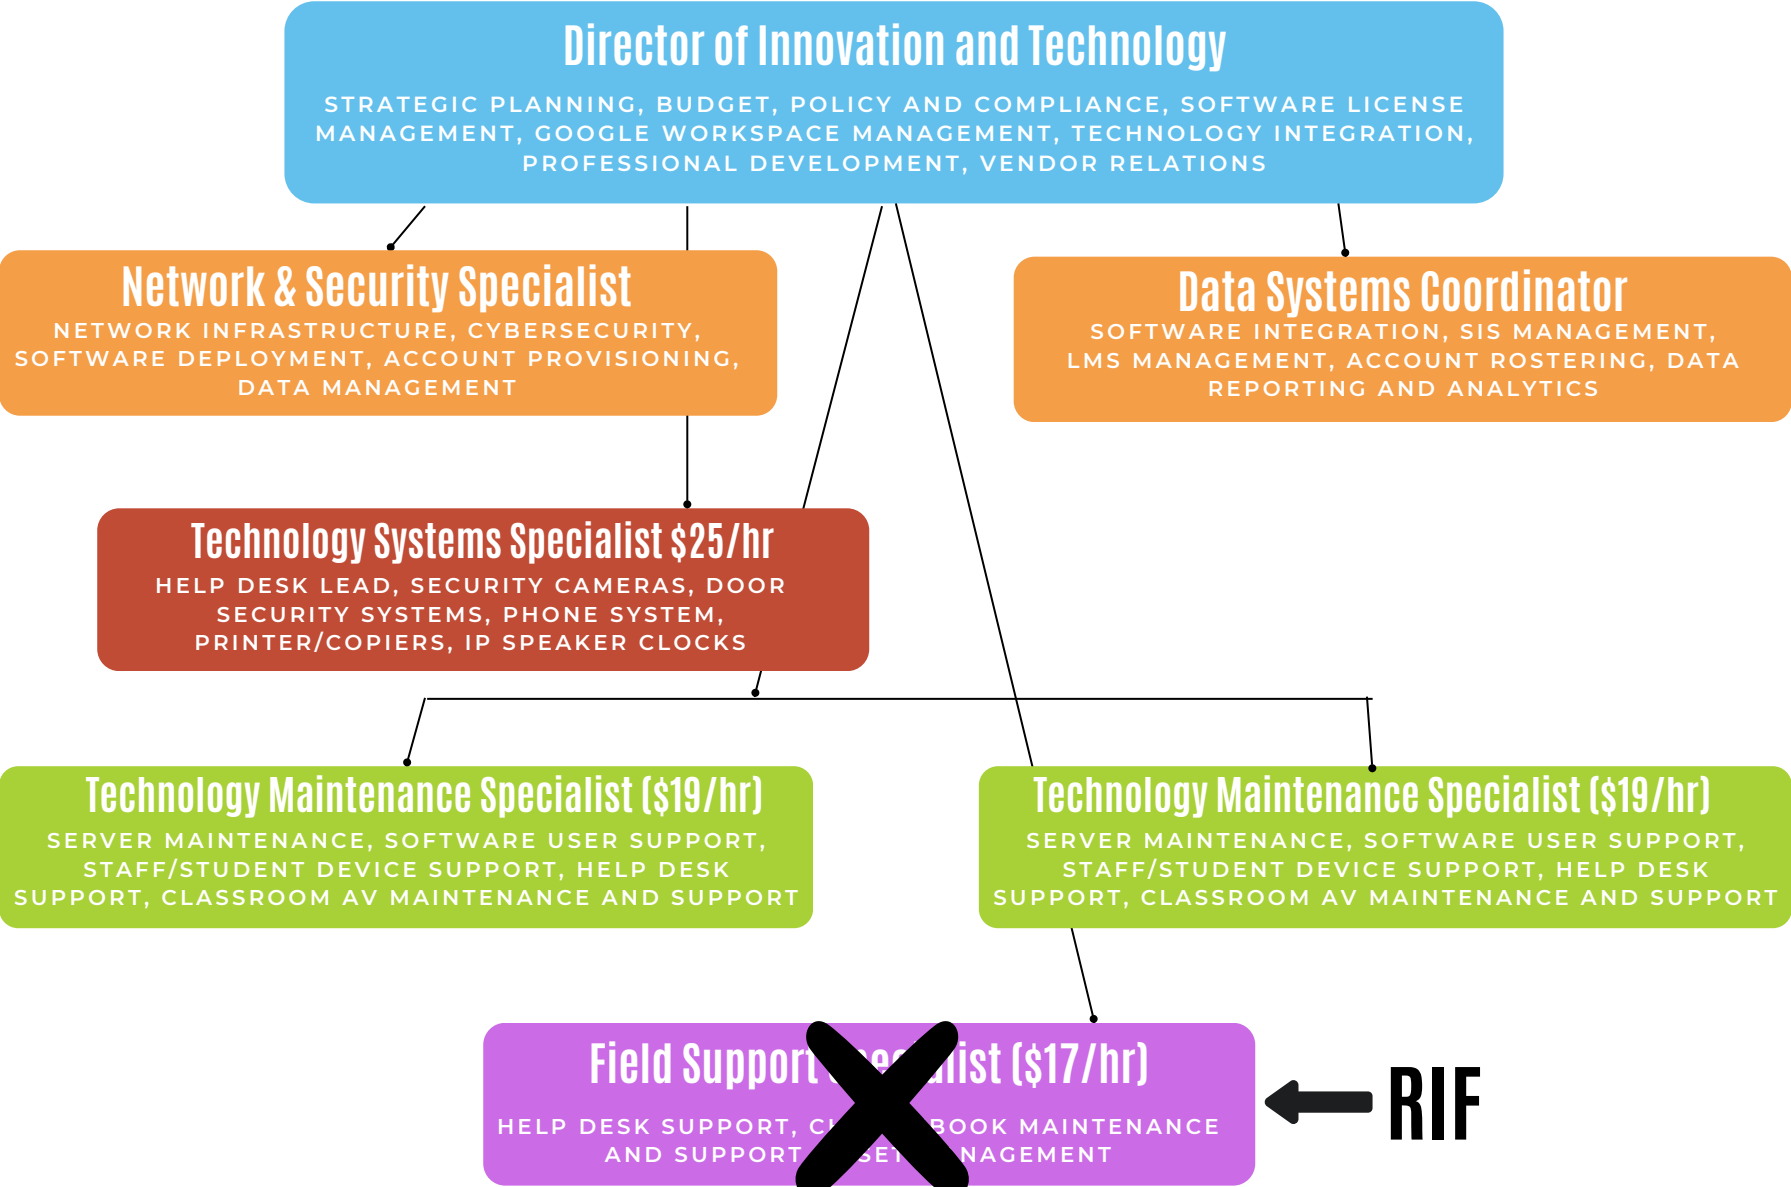 Director of Innovation and Technology
STRATEGIC PLANNING, BUDGET, POLICY AND COMPLIANCE, SOFTWARE LICENSE
MANAGEMENT, GOOGLE WORKSPACE MANAGEMENT, TECHNOLOGY INTEGRATION,
PROFESSIONAL DEVELOPMENT, VENDOR RELATIONS
Network & Security Specialist
NETWORK INFRASTRUCTURE, CYBERSECURITY,
SOFTWARE DEPLOYMENT, ACCOUNT PROVISIONING,
DATA MANAGEMENT
Data Systems Coordinator
SOFTWARE INTEGRATION, SIS MANAGEMENT,
LMS MANAGEMENT, ACCOUNT ROSTERING, DATA
REPORTING AND ANALYTICS
Technology Systems Specialist $25/hr
HELP DESK LEAD, SECURITY CAMERAS, DOOR
SECURITY SYSTEMS, PHONE SYSTEM,
PRINTER/COPIERS, IP SPEAKER CLOCKS
Technology Maintenance Specialist ($19/hr)
SERVER MAINTENANCE, SOFTWARE USER SUPPORT,
STAFF/STUDENT DEVICE SUPPORT, HELP DESK
SUPPORT, CLASSROOM AV MAINTENANCE AND SUPPORT
Technology Maintenance Specialist ($19/hr)
SERVER MAINTENANCE, SOFTWARE USER SUPPORT,
STAFF/STUDENT DEVICE SUPPORT, HELP DESK
SUPPORT, CLASSROOM AV MAINTENANCE AND SUPPORT
Field Support Specialist ($17/hr)
HELP DESK SUPPORT, MAINTENANCE
AND SUPPORT
RIF